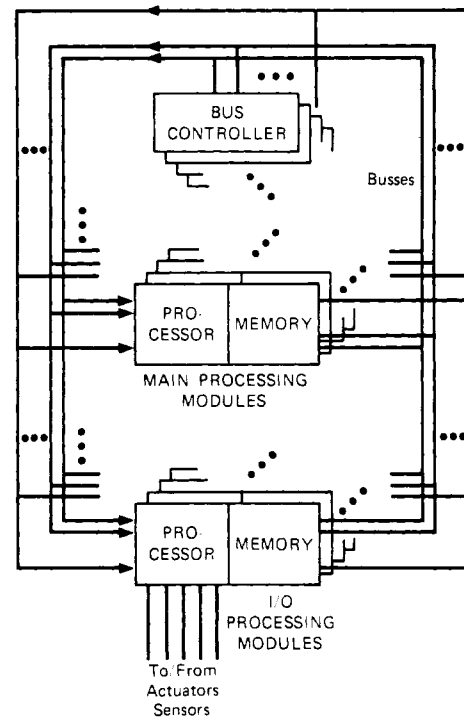 BUS
CONTROLLER
Busses
PRO-
CESSOR
MEMORY
MAIN PROCESSING
MODULES
PRO-
CESSOR
MEMORY
I/O
PROCESSING
MODULES
To/From
Actuators
Sensors